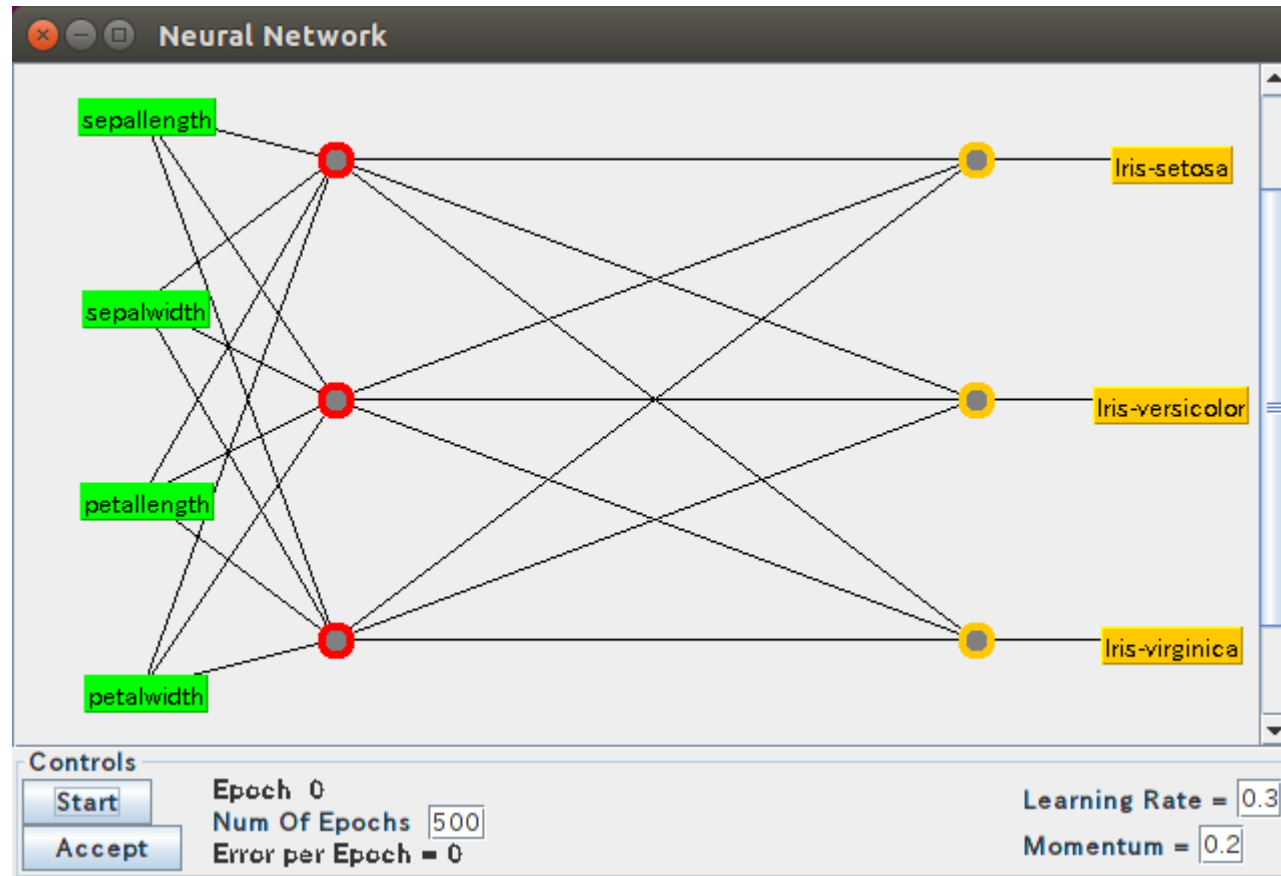 Neural Network
sepallength
Iris-setosa
sepalwidth
Iris-versicolor
petallength
Iris-virginica
petalwidth
Controls
Start
Accept
Epoch 0
Num Of Epochs 500
Error per Epoch = 0
Learning Rate = 0.3
Momentum = 0.2